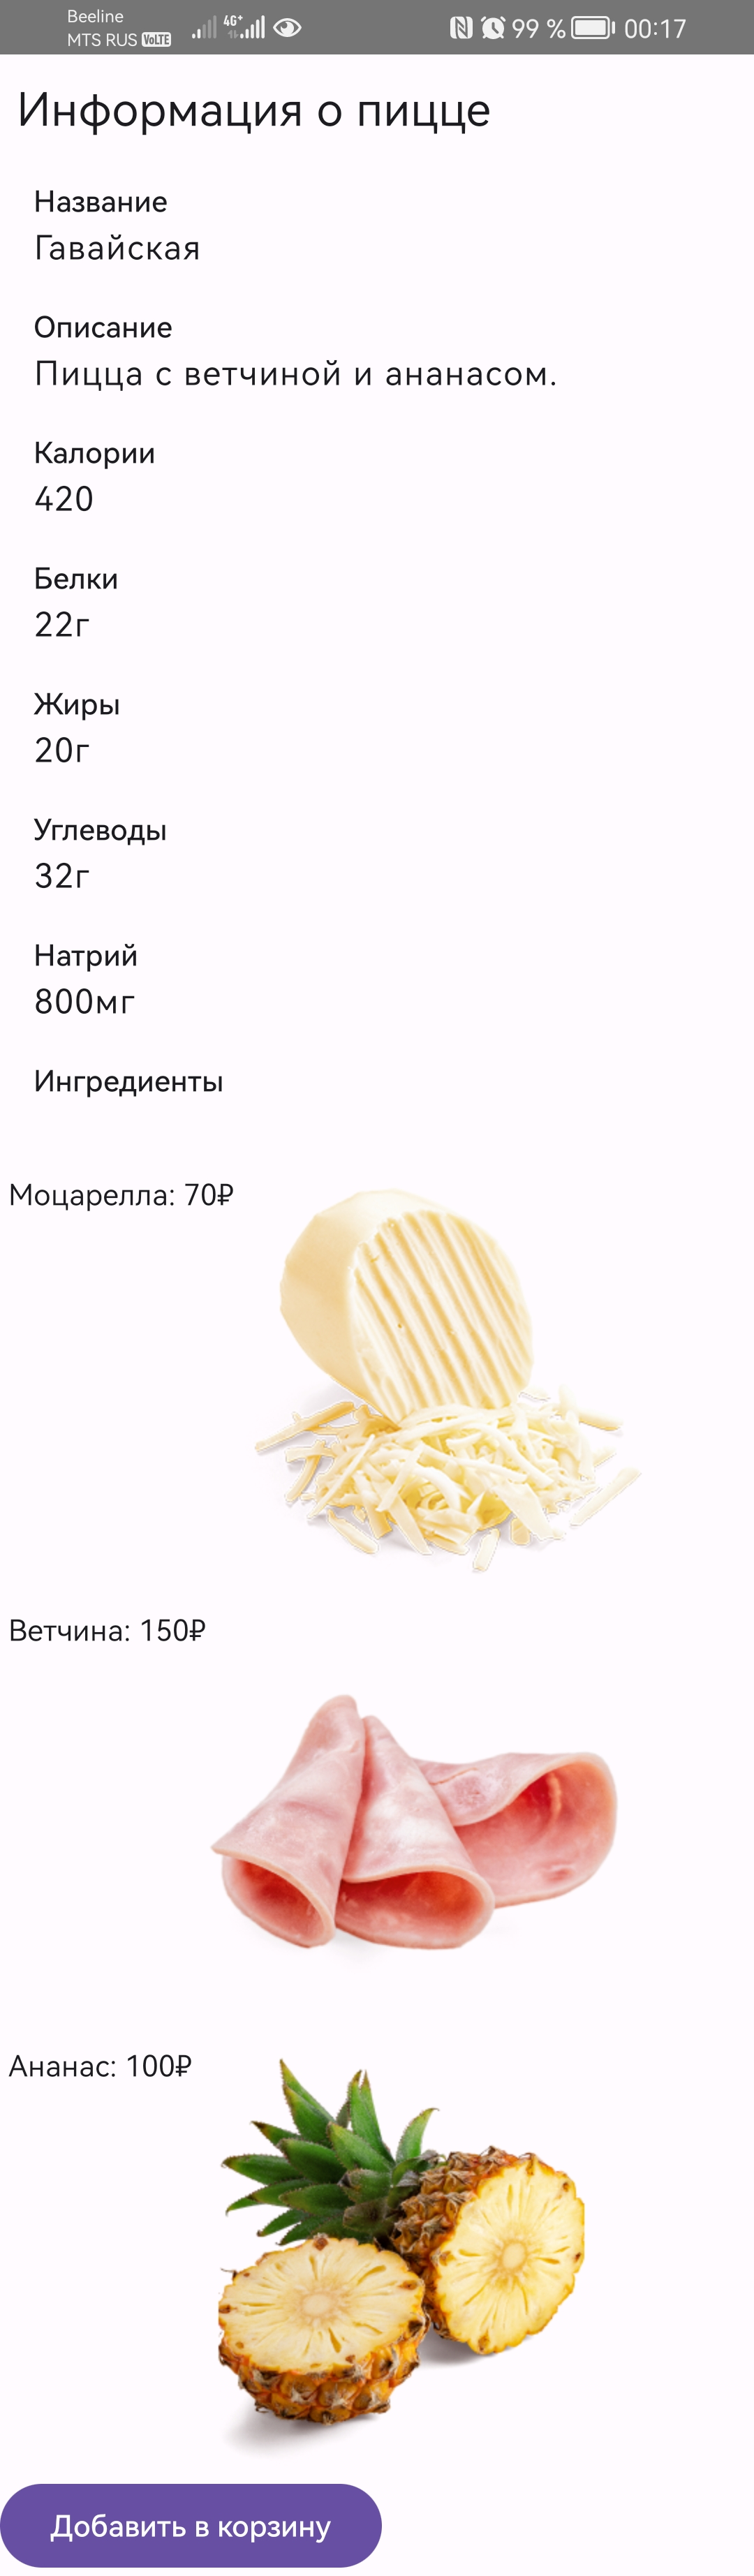 Beeline
MTS RUS VoLTE 4G+ 99 % 00:17
Информация о пицце
Название
Гавайская
Описание
Пицца с ветчиной и ананасом.
Калории
420
Белки
22г
Жиры
20г
Углеводы
32г
Натрий
800мг
Ингредиенты
Моцарелла: 70₽
Ветчина: 150₽
Ананас: 100₽
Добавить в корзину